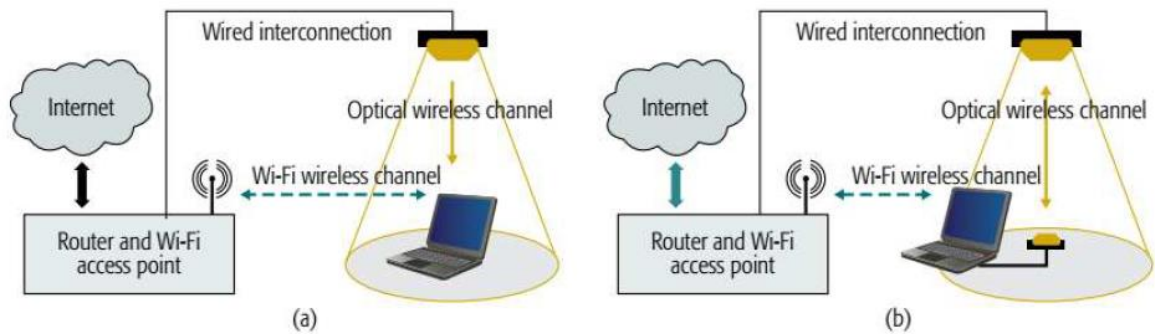 Wired interconnection
Internet
Optical wireless channel
Wi-Fi wireless channel
Router and Wi-Fi
access point
(a)
Wired interconnection
Internet
Optical wireless channel
Wi-Fi wireless channel
Router and Wi-Fi
access point
(b)